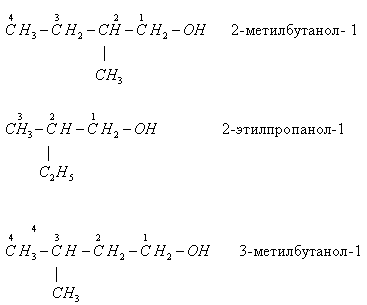 4 3 2 1
CH₃ – CH₂ – CH – CH₂ – OH 2-метилбутанол- 1
|
CH₃
3 2 1
CH₃ – CH – CH₂ – OH 2-этилпропанол-1
|
C₂H₅
4
4 3 2 1
CH₃ – CH – CH₂ – CH₂ – OH 3-метилбутанол-1
|
CH₃